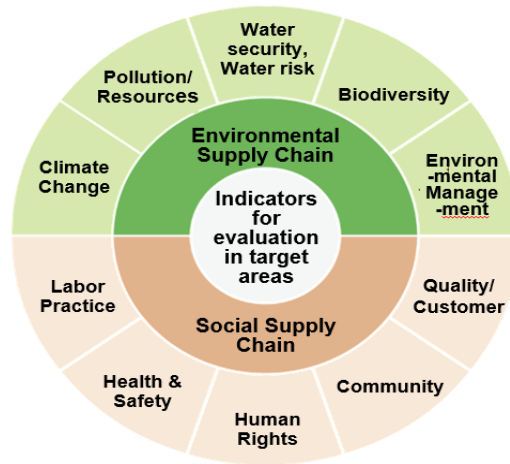 Water
security,
Water risk
Pollution/
Resources
Biodiversity
Climate
Change
Environ
-mental
Manage
-ment
Environmental
Supply Chain
Indicators
for
evaluation
in target
areas
Social Supply
Chain
Labor
Practice
Quality/
Customer
Health &
Safety
Community
Human
Rights